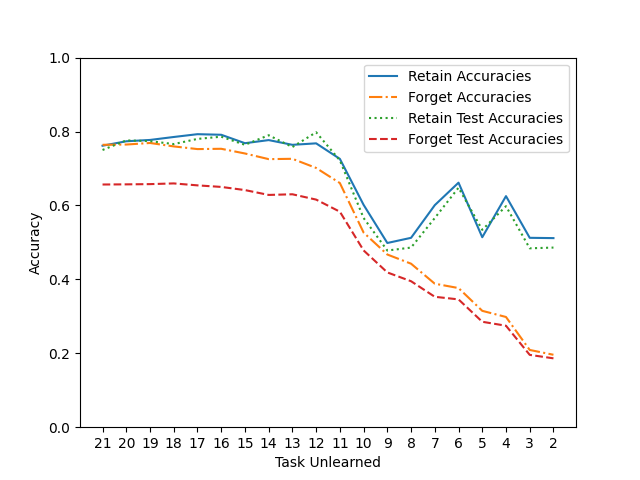 1.0
0.8
0.6
0.4
0.2
0.0
Accuracy
Retain Accuracies
Forget Accuracies
Retain Test Accuracies
Forget Test Accuracies
21 20 19 18 17 16 15 14 13 12 11 10 9 8 7 6 5 4 3 2
Task Unlearned